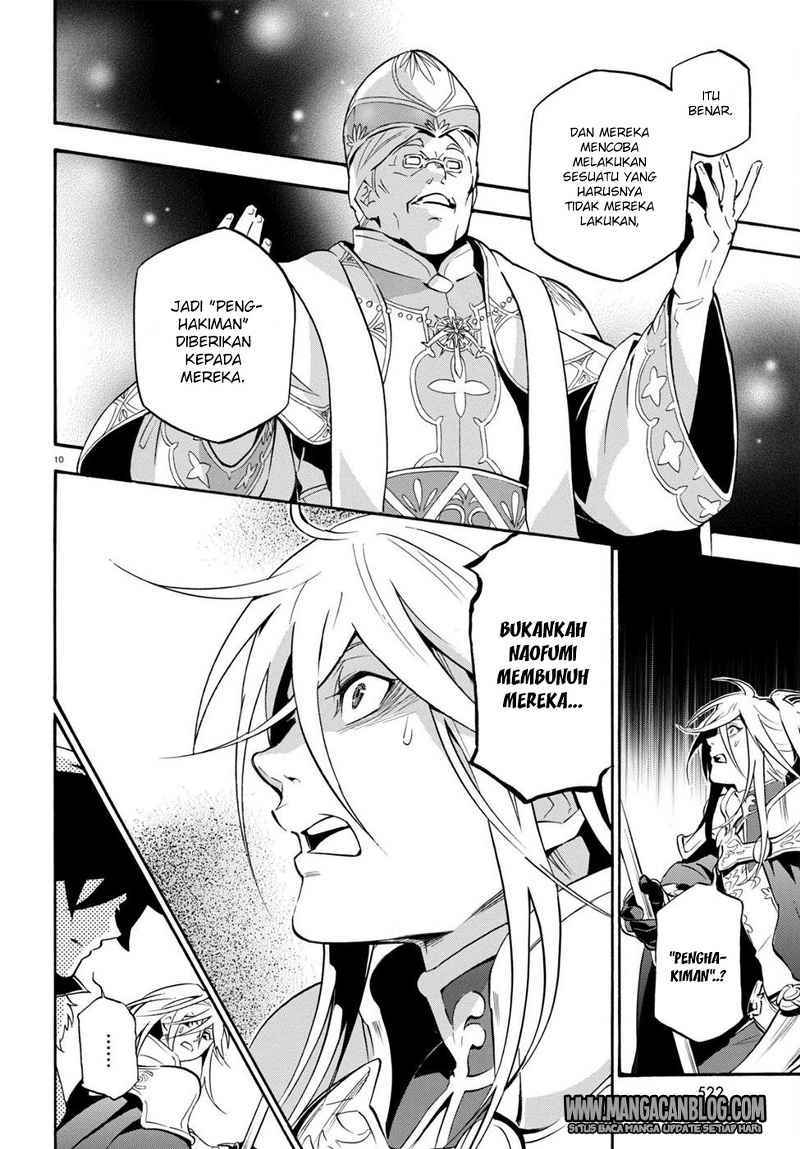 ITU
BENAR.
DAN MEREKA
MENCOBA
MELAKUKAN
SESUATU YANG
HARUSNYA
TIDAK MEREKA
LAKUKAN,
JADI "PENG-
HAKIMAN"
DIBERIKAN
KEPADA
MEREKA.
10
"PENGHA-
KIMAN"..?
BUKANKAH
NAOFUMI
MEMBUNUH
MEREKA...
........
522
WWW.MANGACANBLOG.COM
SITUS BACA MANGA UPDATE SETIAP HARI